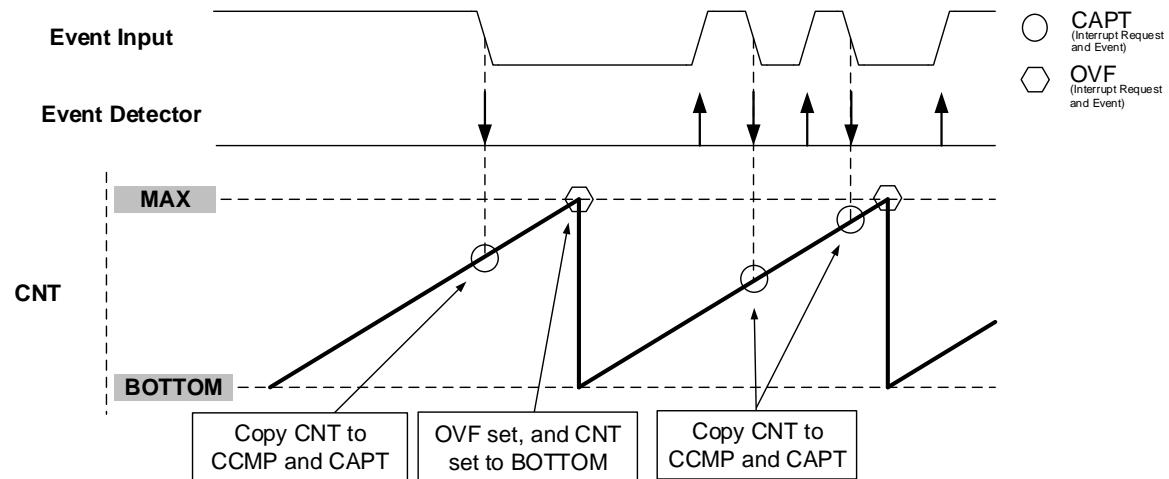 Event Input
CAPT
(Interrupt Request
and Event)
OVF
(Interrupt Request
and Event)
Event Detector
MAX
CNT
BOTTOM
Copy CNT to
CCMP and CAPT
OVF set, and CNT
set to BOTTOM
Copy CNT to
CCMP and CAPT